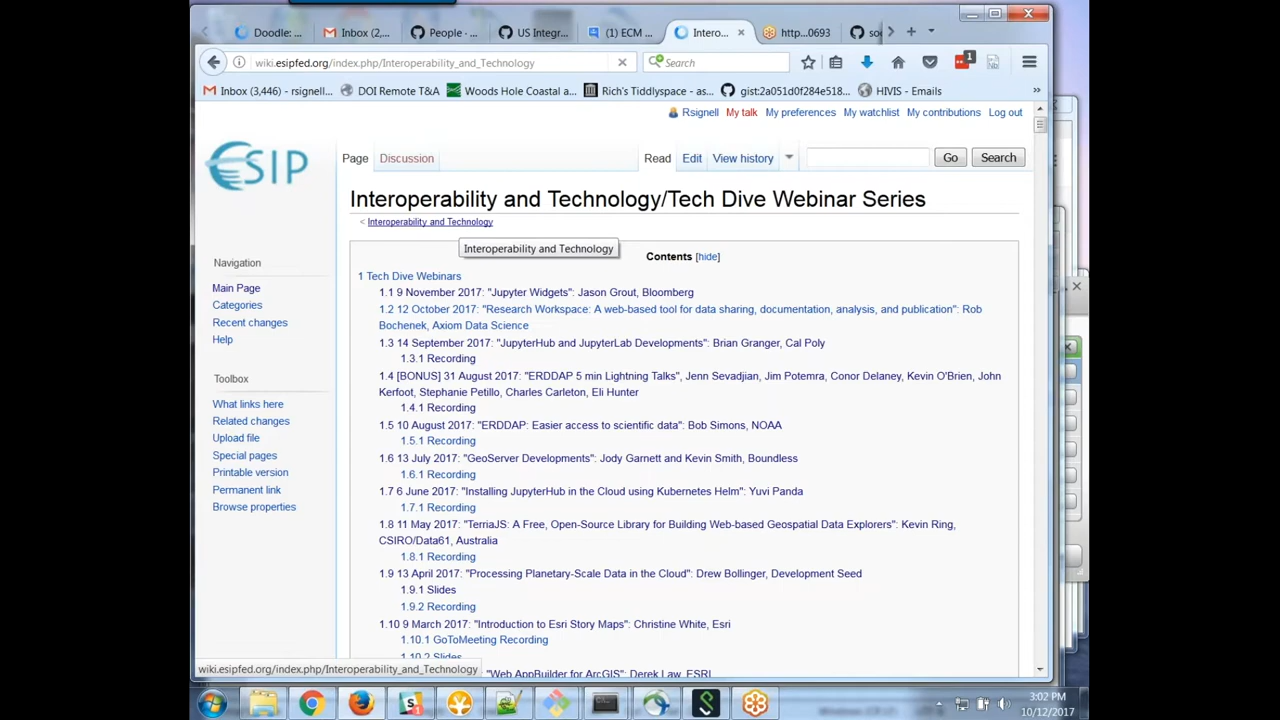 Doodle: ...
Inbox (2,...
People - ...
US Integr...
(1) ECM ...
Intero...
http...0693
so
wiki.esipfed.org/index.php/Interoperability_and_Technology
Search
1
Inbox (3,446) - rsignell...
DOI Remote T&A
Woods Hole Coastal a...
Rich's Tiddlyspace - as...
gist:2a051d0f284e518...
HIVIS - Emails
Rsignell My talk My preferences My watchlist My contributions Log out
ESIP
Page Discussion
Read Edit View history
Go Search
Interoperability and Technology/Tech Dive Webinar Series
< Interoperability and Technology
Interoperability and Technology
Contents [hide]
Navigation
Main Page
Categories
Recent changes
Help
Toolbox
What links here
Related changes
Upload file
Special pages
Printable version
Permanent link
Browse properties
1 Tech Dive Webinars
1.1 9 November 2017: "Jupyter Widgets": Jason Grout, Bloomberg
1.2 12 October 2017: "Research Workspace: A web-based tool for data sharing, documentation, analysis, and publication": Rob
Bochenek, Axiom Data Science
1.3 14 September 2017: "JupyterHub and JupyterLab Developments": Brian Granger, Cal Poly
1.3.1 Recording
1.4 [BONUS] 31 August 2017: "ERDDAP 5 min Lightning Talks", Jenn Sevadjian, Jim Potemra, Conor Delaney, Kevin O'Brien, John
Kerfoot, Stephanie Petillo, Charles Carleton, Eli Hunter
1.4.1 Recording
1.5 10 August 2017: "ERDDAP: Easier access to scientific data": Bob Simons, NOAA
1.5.1 Recording
1.6 13 July 2017: "GeoServer Developments": Jody Garnett and Kevin Smith, Boundless
1.6.1 Recording
1.7 6 June 2017: "Installing JupyterHub in the Cloud using Kubernetes Helm": Yuvi Panda
1.7.1 Recording
1.8 11 May 2017: "TerriaJS: A Free, Open-Source Library for Building Web-based Geospatial Data Explorers": Kevin Ring,
CSIRO/Data61, Australia
1.8.1 Recording
1.9 13 April 2017: "Processing Planetary-Scale Data in the Cloud": Drew Bollinger, Development Seed
1.9.1 Slides
1.9.2 Recording
1.10 9 March 2017: "Introduction to Esri Story Maps": Christine White, Esri
1.10.1 GoToMeeting Recording
1.10.2 Slides
"Web AppBuilder for ArcGIS": Derek Law, ESRI
wiki.esipfed.org/index.php/Interoperability_and_Technology
3:02 PM
10/12/2017